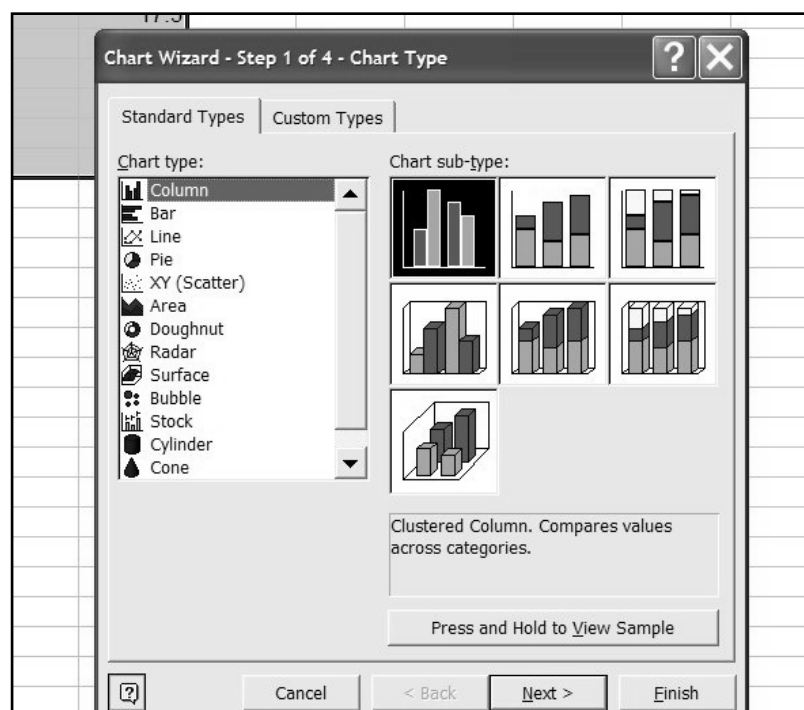 17.5
Chart Wizard - Step 1 of 4 - Chart Type
Standard Types
Custom Types
Chart type:
Column
Bar
Line
Pie
XY (Scatter)
Area
Doughnut
Radar
Surface
Bubble
Stock
Cylinder
Cone
Chart sub-type:
Clustered Column. Compares values
across categories.
Press and Hold to View Sample
Cancel
< Back
Next >
Finish